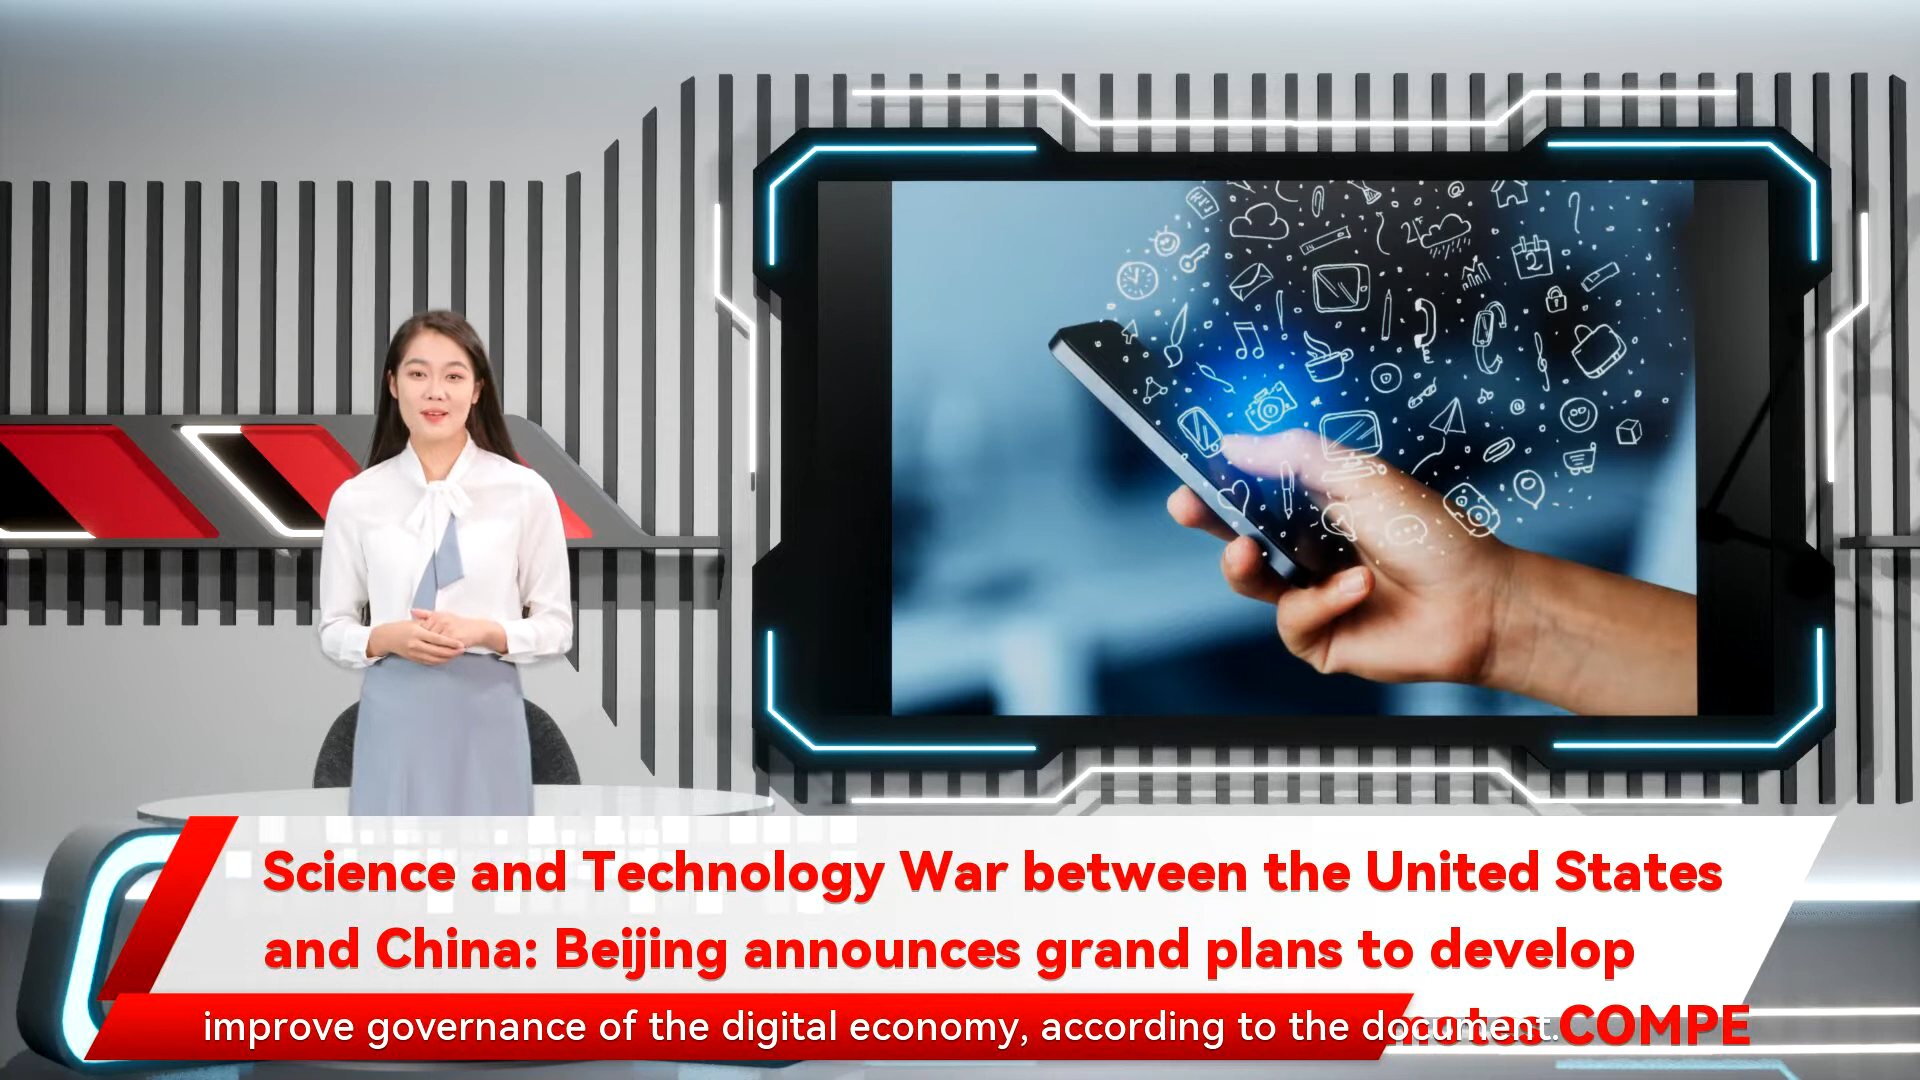 Science and Technology War between the United States
and China: Beijing announces grand plans to develop
improve governance of the digital economy, according to the document.
COMPE